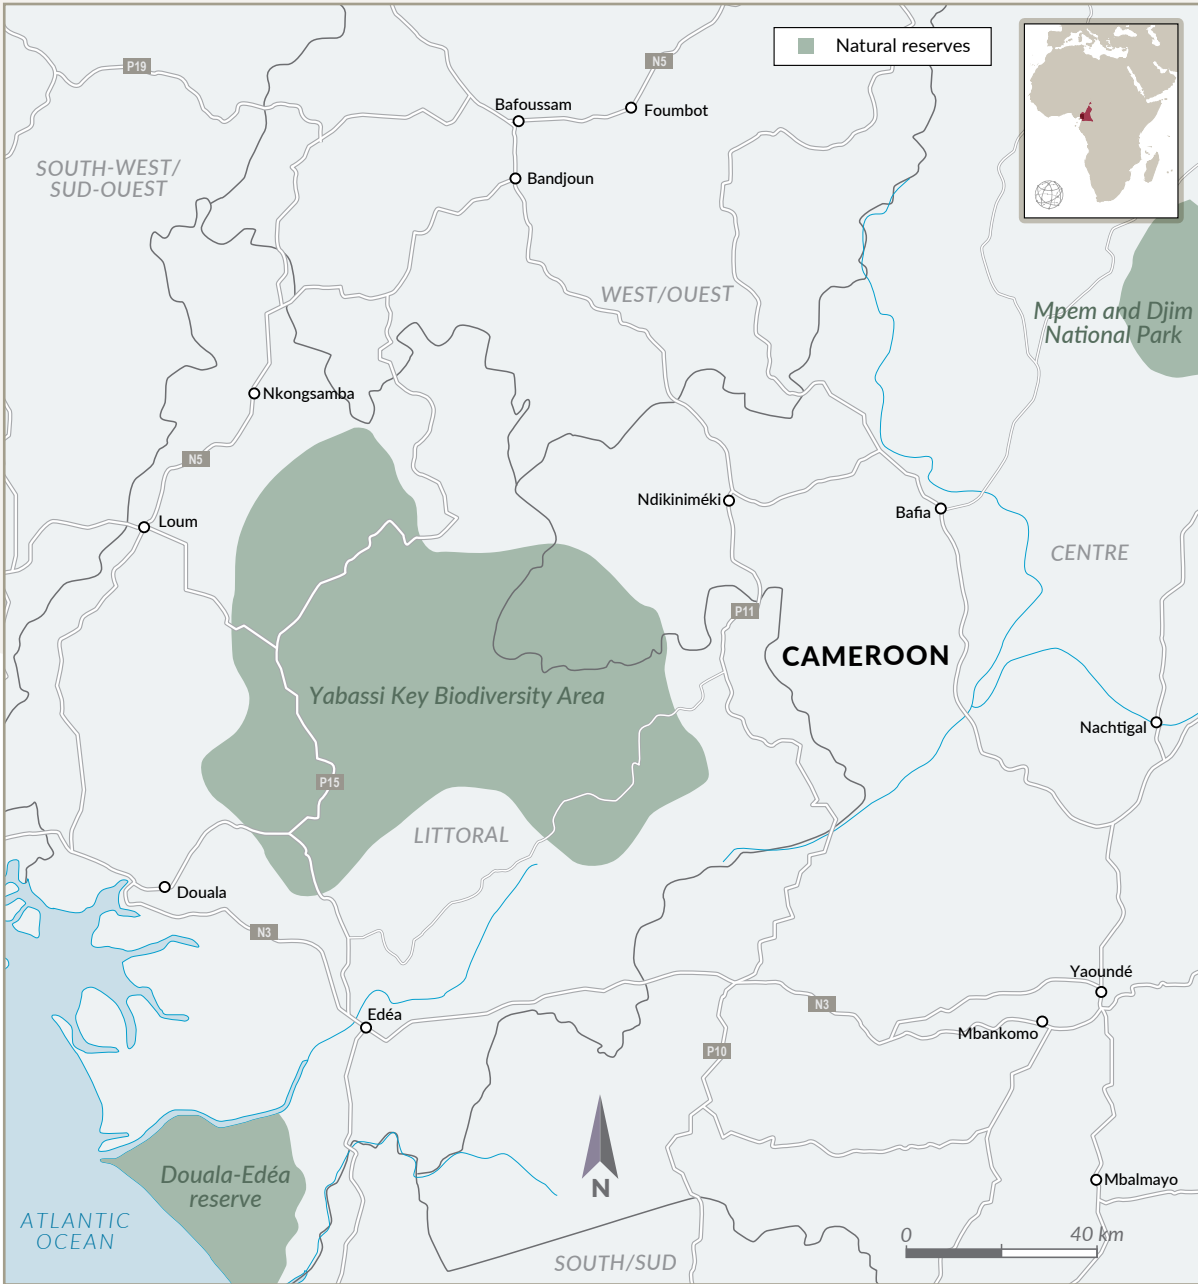 Natural reserves
P19
N5
Bafoussam
Foumbot
SOUTH-WEST/
SUD-OUEST
Bandjoun
WEST/OUEST
Mpem and Djim
National Park
Nkongsamba
N5
Ndikiniméki
Loum
Bafia
CENTRE
P11
CAMEROON
Yabassi Key Biodiversity Area
Nachtigal
P15
LITTORAL
Douala
N3
Yaoundé
N3
Edéa
Mbankomo
P10
Douala-Edéa
reserve
N
Mbalmayo
ATLANTIC
OCEAN
0 40 km
SOUTH/SUD